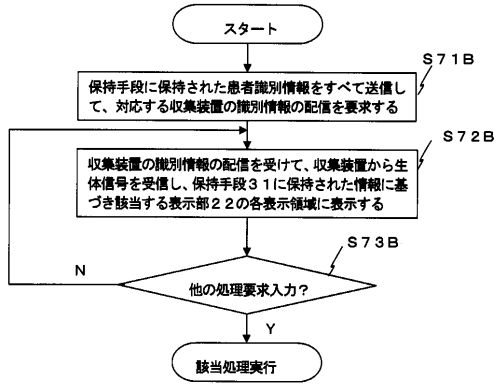 スタート
S71B
保持手段に保持された患者識別情報をすべて送信し
て、対応する収集装置の識別情報の配信を要求する
S72B
収集装置の識別情報の配信を受けて、収集装置から生
体信号を受信し、保持手段31に保持された情報に基
づき該当する表示部22の各表示領域に表示する
S73B
N
他の処理要求入力?
Y
該当処理実行